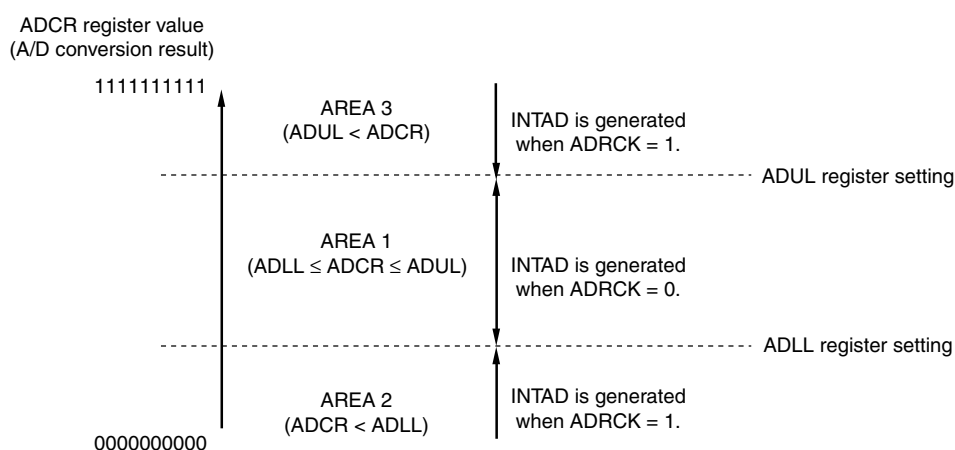 ADCR register value
(A/D conversion result)
1111111111
AREA 3
(ADUL < ADCR)
INTAD is generated
when ADRCK = 1.
ADUL register setting
AREA 1
(ADLL ≤ ADCR ≤ ADUL)
INTAD is generated
when ADRCK = 0.
ADLL register setting
AREA 2
(ADCR < ADLL)
INTAD is generated
when ADRCK = 1.
0000000000